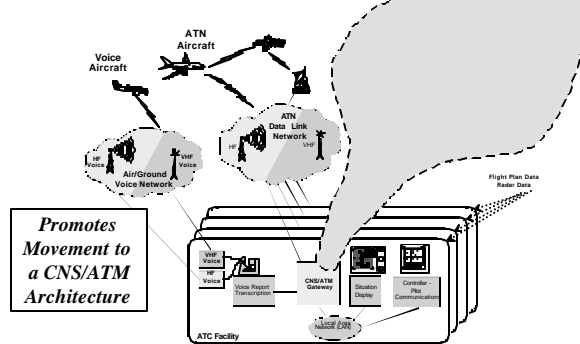 ATN
Aircraft
Voice
Aircraft
ATN
Data Link
Network
HF
VHF
HF
Voice
VHF
Voice
Air/Ground
Voice Network
Flight Plan Data
Radar Data
Promotes
Movement to
a CNS/ATM
Architecture
VHF
Voice
HF
Voice
Voice Report
Transcription
CNS/ATM
Gateway
Situation
Display
Controller -
Pilot
Communications
Local Area
Network (LAN)
ATC Facility